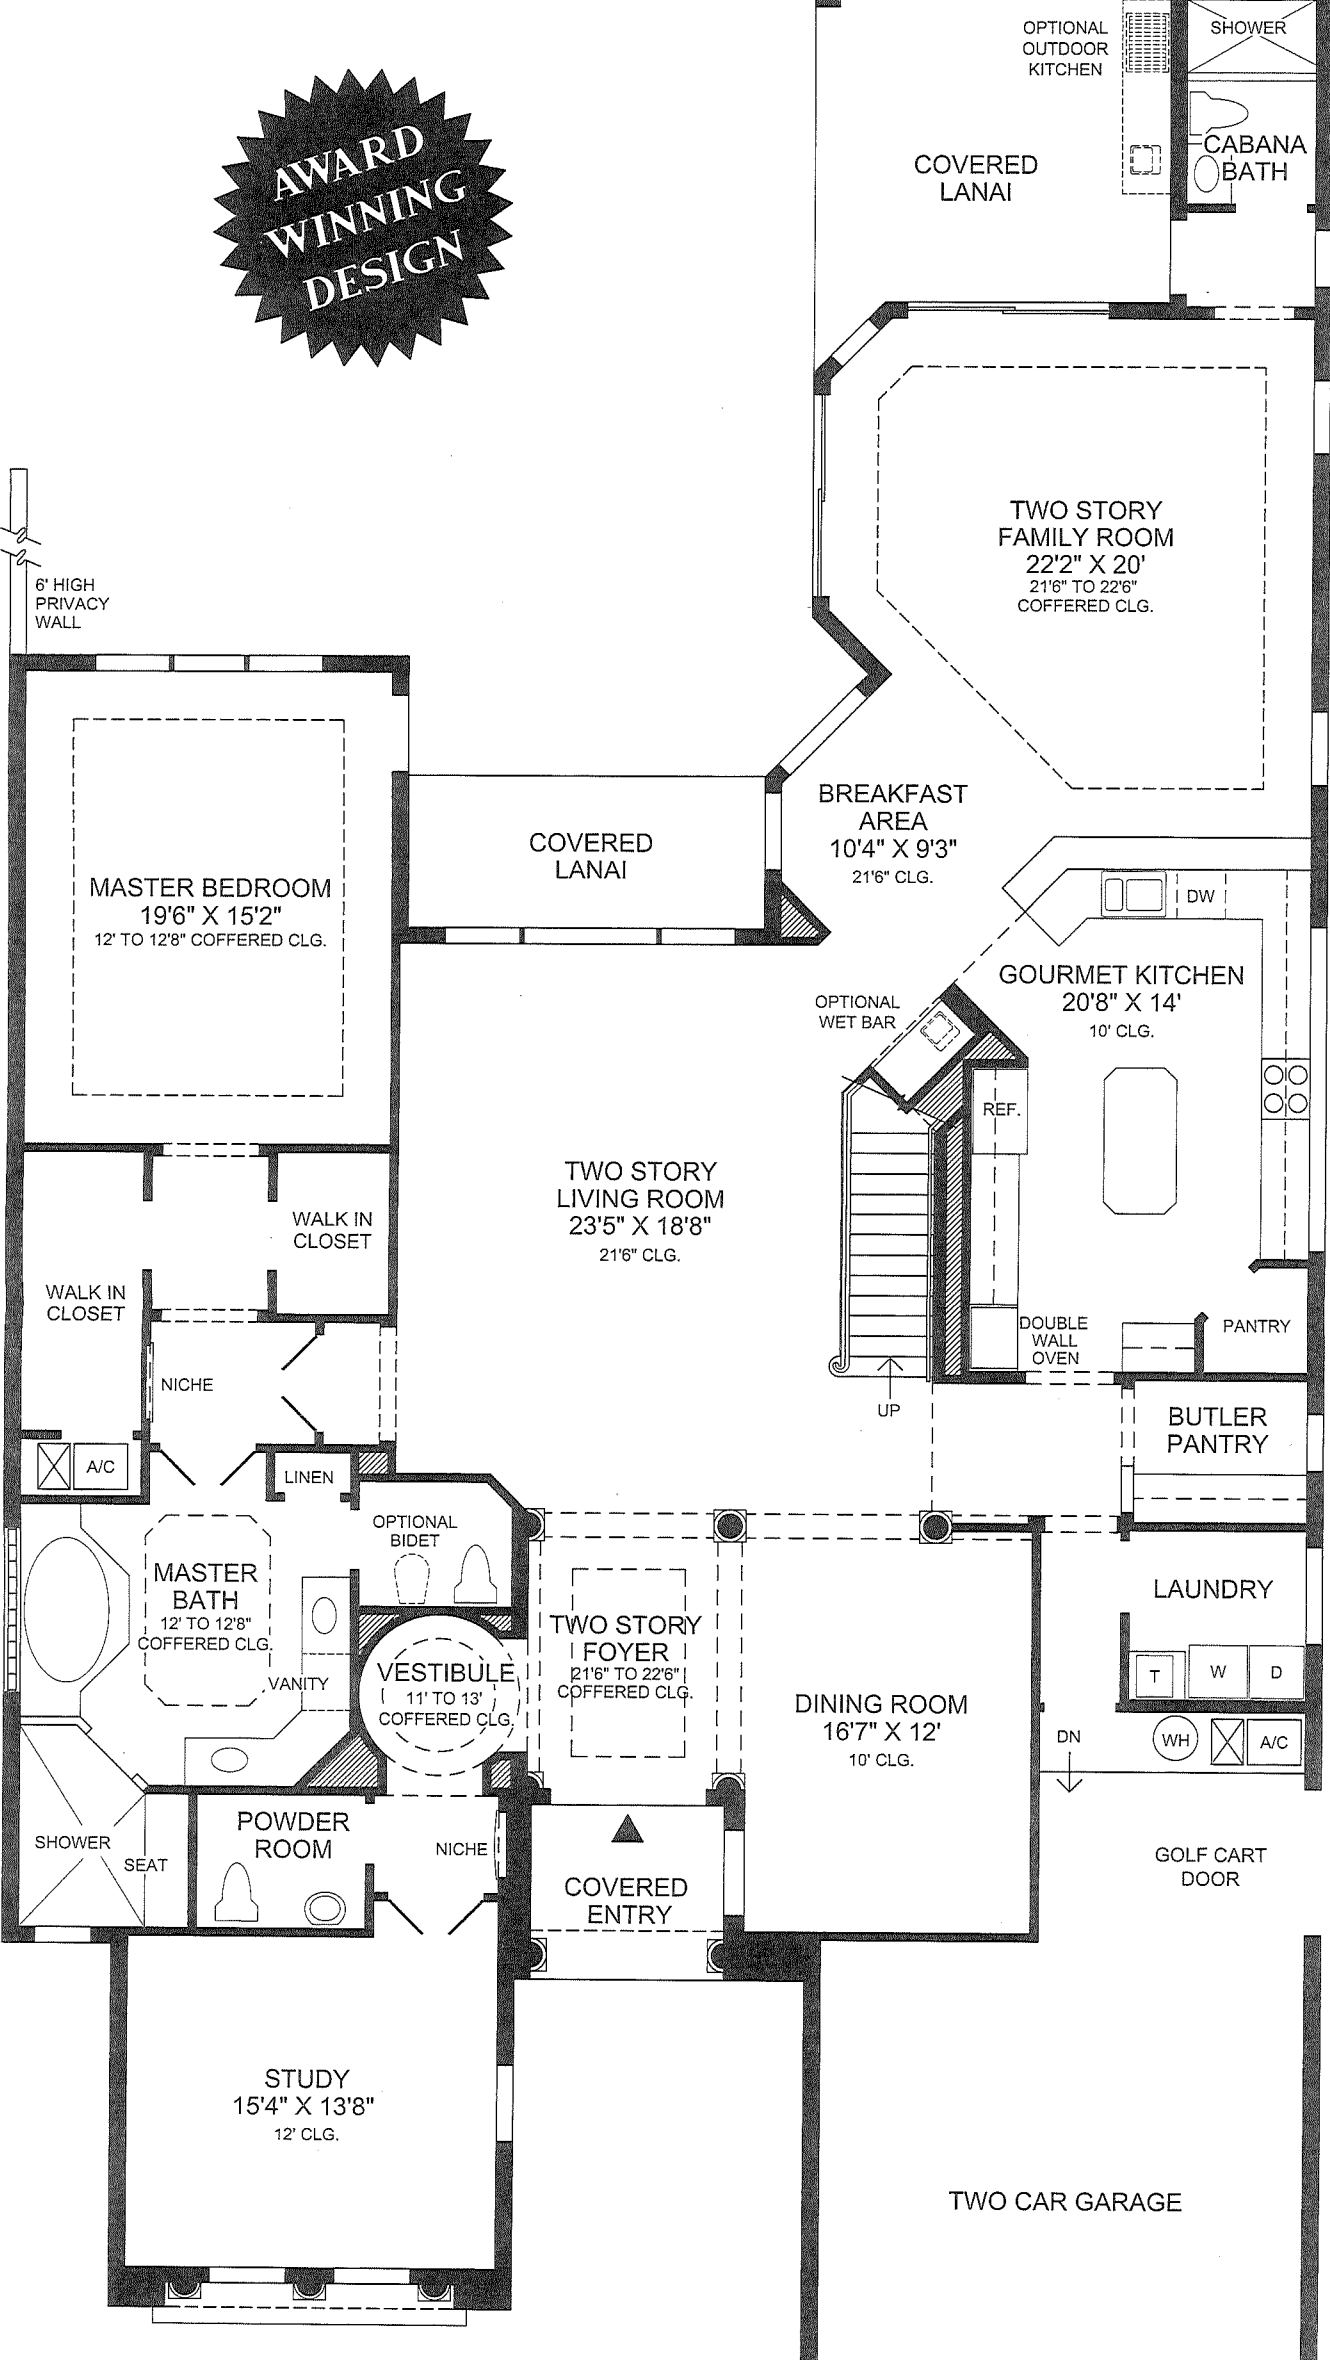 OPTIONAL
OUTDOOR
KITCHEN
SHOWER
AWARD
WINNING
DESIGN
COVERED
LANAI
CABANA
BATH
TWO STORY
FAMILY ROOM
22'2" X 20'
21'6" TO 22'6"
COFFERED CLG.
6' HIGH
PRIVACY
WALL
BREAKFAST
AREA
10'4" X 9'3"
21'6" CLG.
COVERED
LANAI
MASTER BEDROOM
19'6" X 15'2"
12' TO 12'8" COFFERED CLG.
DW
GOURMET KITCHEN
20'8" X 14'
10' CLG.
OPTIONAL
WET BAR
REF.
TWO STORY
LIVING ROOM
23'5" X 18'8"
21'6" CLG.
WALK IN
CLOSET
WALK IN
CLOSET
DOUBLE
WALL
OVEN
PANTRY
NICHE
UP
BUTLER
PANTRY
A/C
LINEN
OPTIONAL
BIDET
MASTER
BATH
12' TO 12'8"
COFFERED CLG.
VANITY
TWO STORY
FOYER
21'6" TO 22'6"
COFFERED CLG.
LAUNDRY
T
W
D
VESTIBULE
11' TO 13'
COFFERED CLG.
DINING ROOM
16'7" X 12'
10' CLG.
DN
WH
A/C
SHOWER
SEAT
POWDER
ROOM
NICHE
COVERED
ENTRY
GOLF CART
DOOR
STUDY
15'4" X 13'8"
12' CLG.
TWO CAR GARAGE